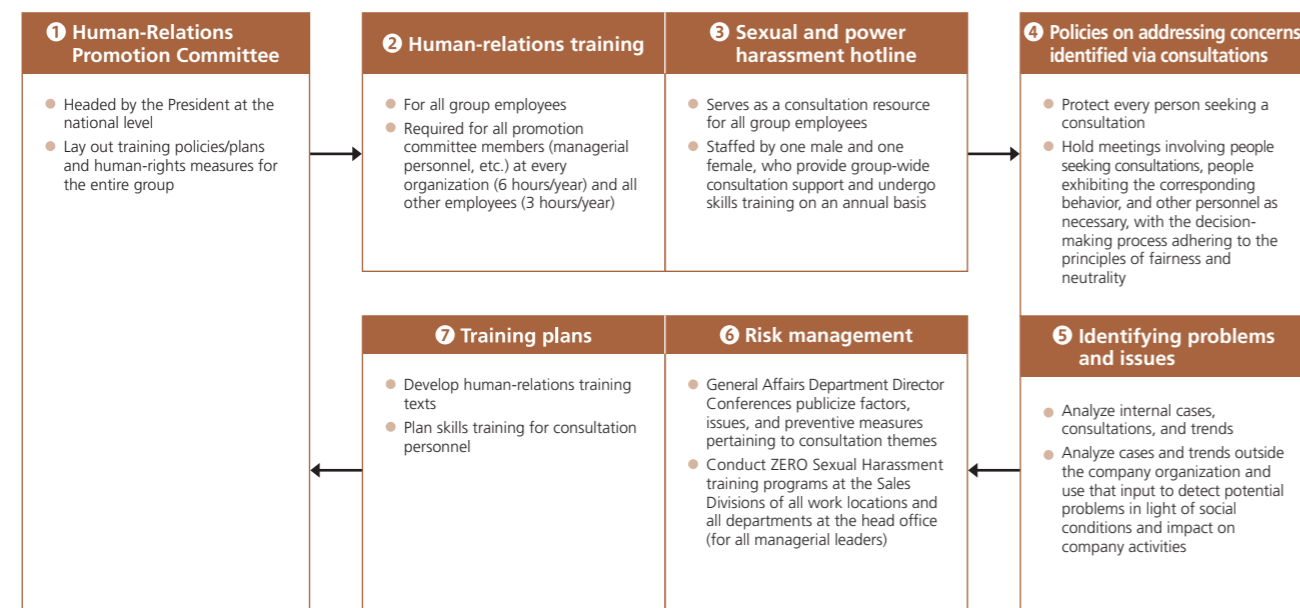 ❶ Human-Relations
Promotion Committee
● Headed by the President at the
national level
● Lay out training policies/plans
and human-rights measures for
the entire group
❷ Human-relations training
● For all group employees
● Required for all promotion
committee members (managerial
personnel, etc.) at every
organization (6 hours/year) and all
other employees (3 hours/year)
❸ Sexual and power
harassment hotline
● Serves as a consultation resource
for all group employees
● Staffed by one male and one
female, who provide group-wide
consultation support and undergo
skills training on an annual basis
❹ Policies on addressing concerns
identified via consultations
● Protect every person seeking a
consultation
● Hold meetings involving people
seeking consultations, people
exhibiting the corresponding
behavior, and other personnel as
necessary, with the decision-
making process adhering to the
principles of fairness and
neutrality
❺ Identifying problems
and issues
● Analyze internal cases,
consultations, and trends
● Analyze cases and trends outside
the company organization and
use that input to detect potential
problems in light of social
conditions and impact on
company activities
❻ Risk management
● General Affairs Department Director
Conferences publicize factors,
issues, and preventive measures
pertaining to consultation themes
● Conduct ZERO Sexual Harassment
training programs at the Sales
Divisions of all work locations and
all departments at the head office
(for all managerial leaders)
❼ Training plans
● Develop human-relations training
texts
● Plan skills training for consultation
personnel